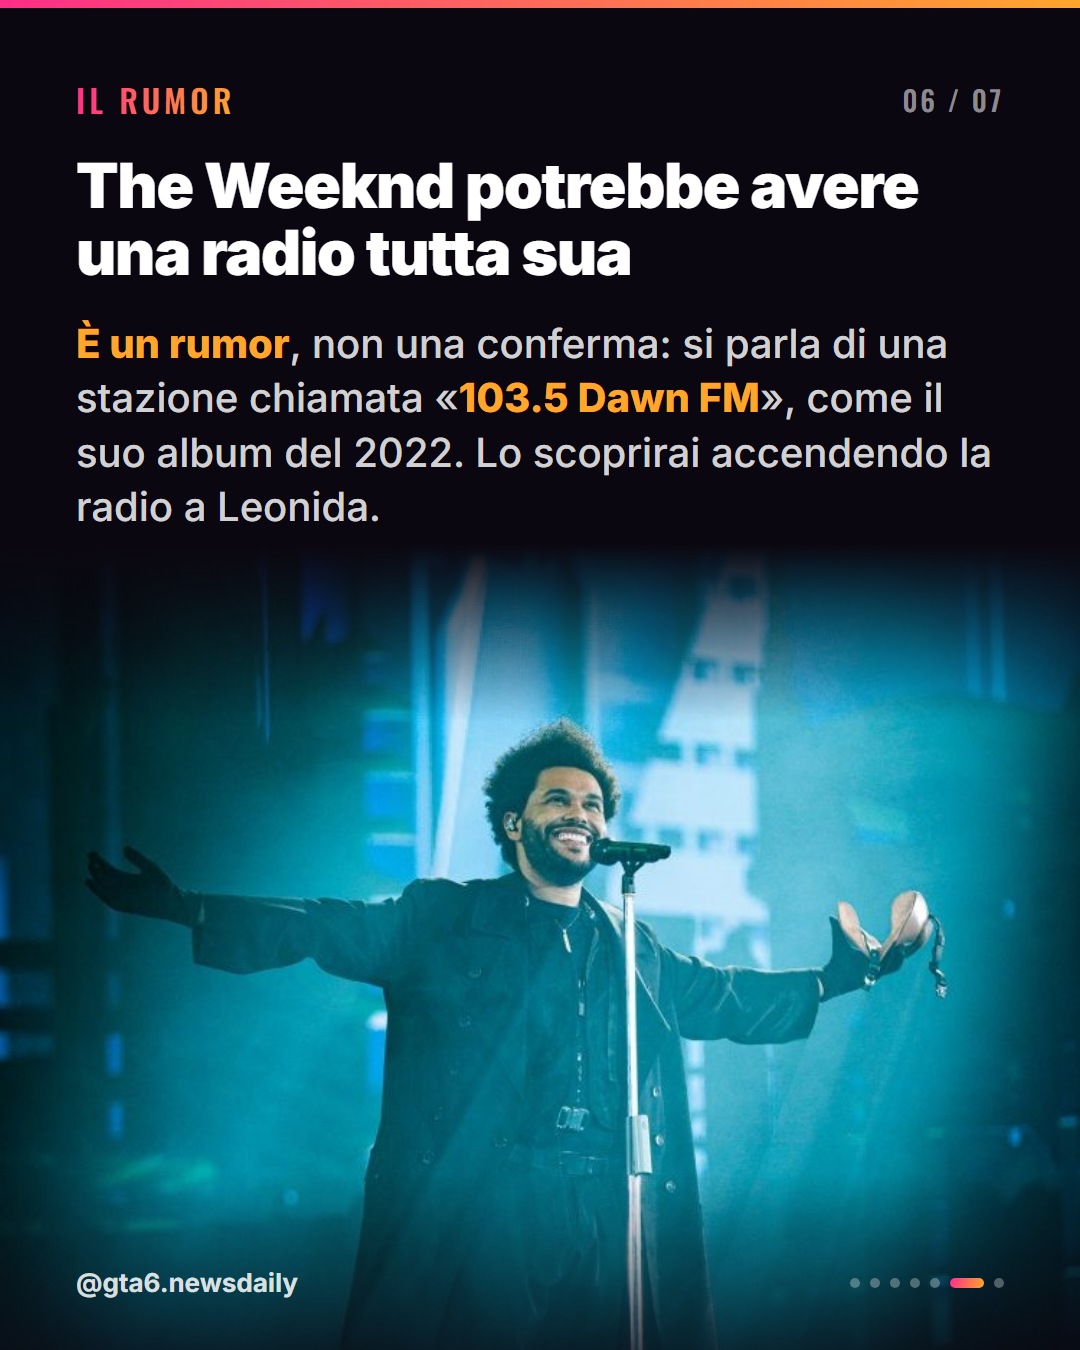 IL RUMOR
06 / 07
The Weeknd potrebbe avere
una radio tutta sua
È un rumor, non una conferma: si parla di una
stazione chiamata «103.5 Dawn FM», come il
suo album del 2022. Lo scoprirai accendendo la
radio a Leonida.
@gta6.newsdaily